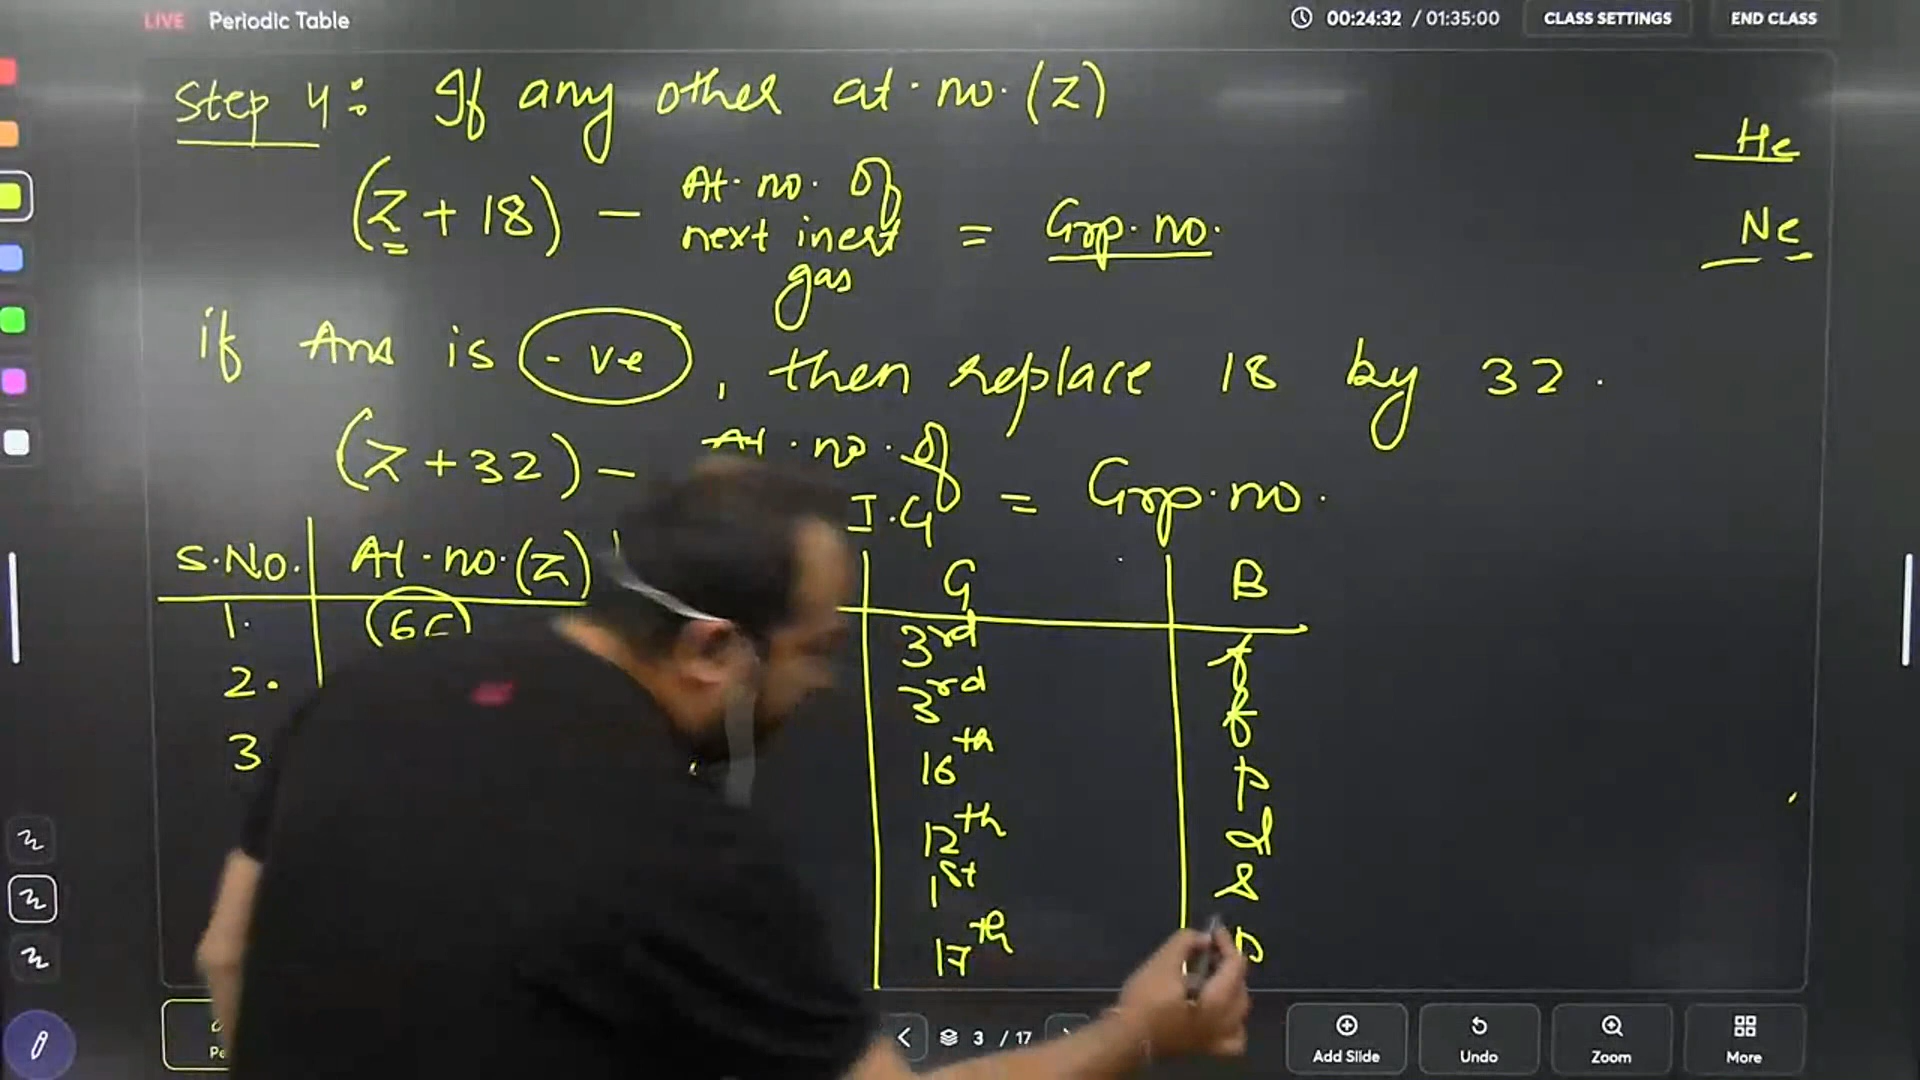 LIVE Periodic Table 00:24:32 / 01:35:00 CLASS SETTINGS END CLASS
Step 4: If any other at. no. (Z)
(Z + 18) - At. no. of next inert gas = Grp. no.
He
Ne
if Ans is -ve, then replace 18 by 32.
(Z + 32) - At. no. of I.G = Grp. no.
S.No. At. no. (Z) G B
1. 3rd f
2. 3rd f
3 16th p
12th d
1st s
17th p
3 / 17 Add Slide Undo Zoom More